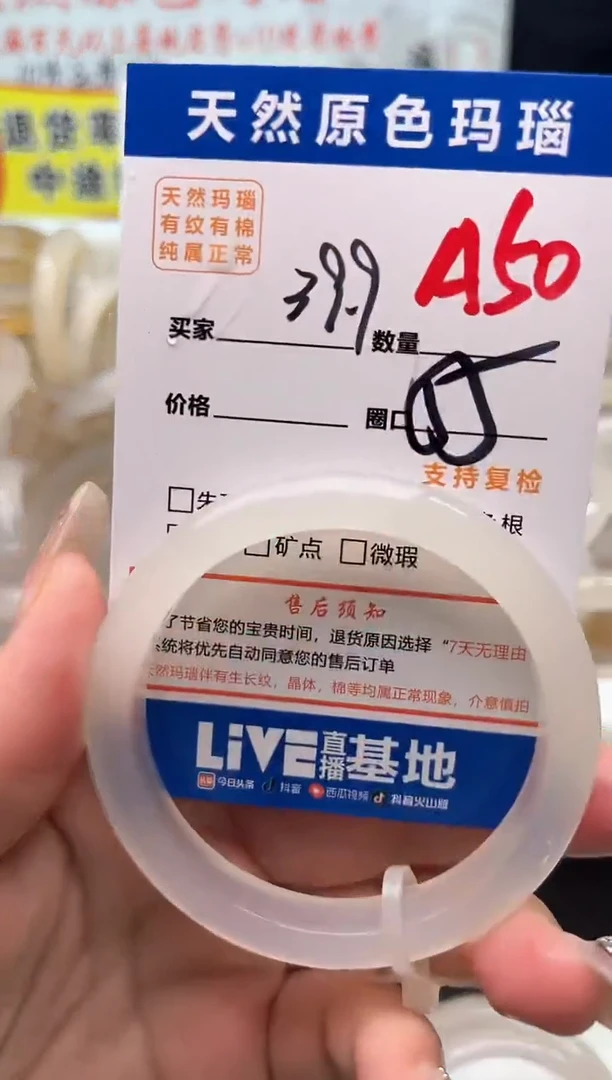 天然原色玛瑙
天然玛瑙
有纹有棉
纯属正常
399
A50
买家 数量
价格 圈口
支持复检
矿点 微瑕
售后须知
了节省您的宝贵时间，退货原因选择“7天无理由
统将优先自动同意您的售后订单
然玛瑙伴有生长纹，晶体，棉等均属正常现象，介意慎拍
LiVE直播基地
今日头条 抖音 西瓜视频 抖音火山版